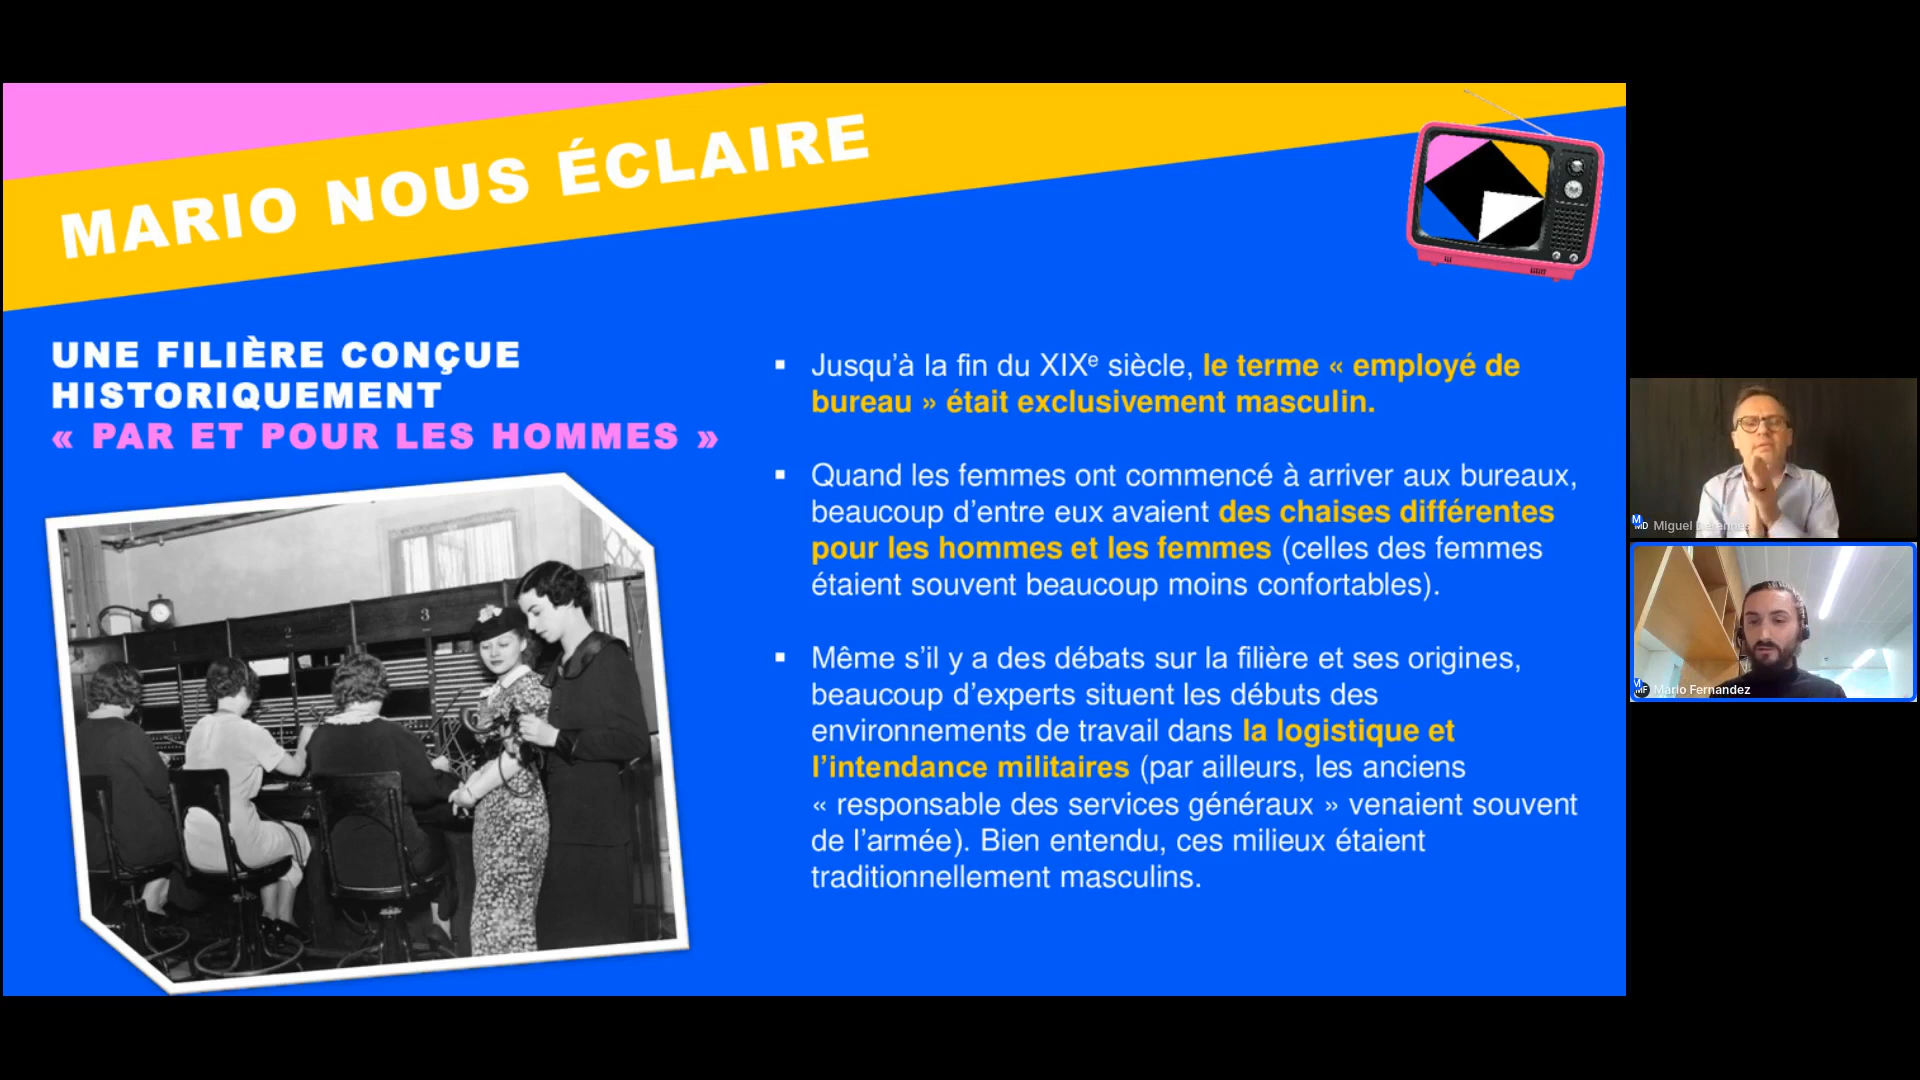 MARIO NOUS ÉCLAIRE
UNE FILIÈRE CONÇUE
HISTORIQUEMENT
« PAR ET POUR LES HOMMES »
2
3
▪ Jusqu’à la fin du XIXᵉ siècle, le terme « employé de
bureau » était exclusivement masculin.
▪ Quand les femmes ont commencé à arriver aux bureaux,
beaucoup d’entre eux avaient des chaises différentes
pour les hommes et les femmes (celles des femmes
étaient souvent beaucoup moins confortables).
▪ Même s’il y a des débats sur la filière et ses origines,
beaucoup d’experts situent les débuts des
environnements de travail dans la logistique et
l’intendance militaires (par ailleurs, les anciens
« responsable des services généraux » venaient souvent
de l’armée). Bien entendu, ces milieux étaient
traditionnellement masculins.
M
MD Miguel
M
MF Mario Fernandez